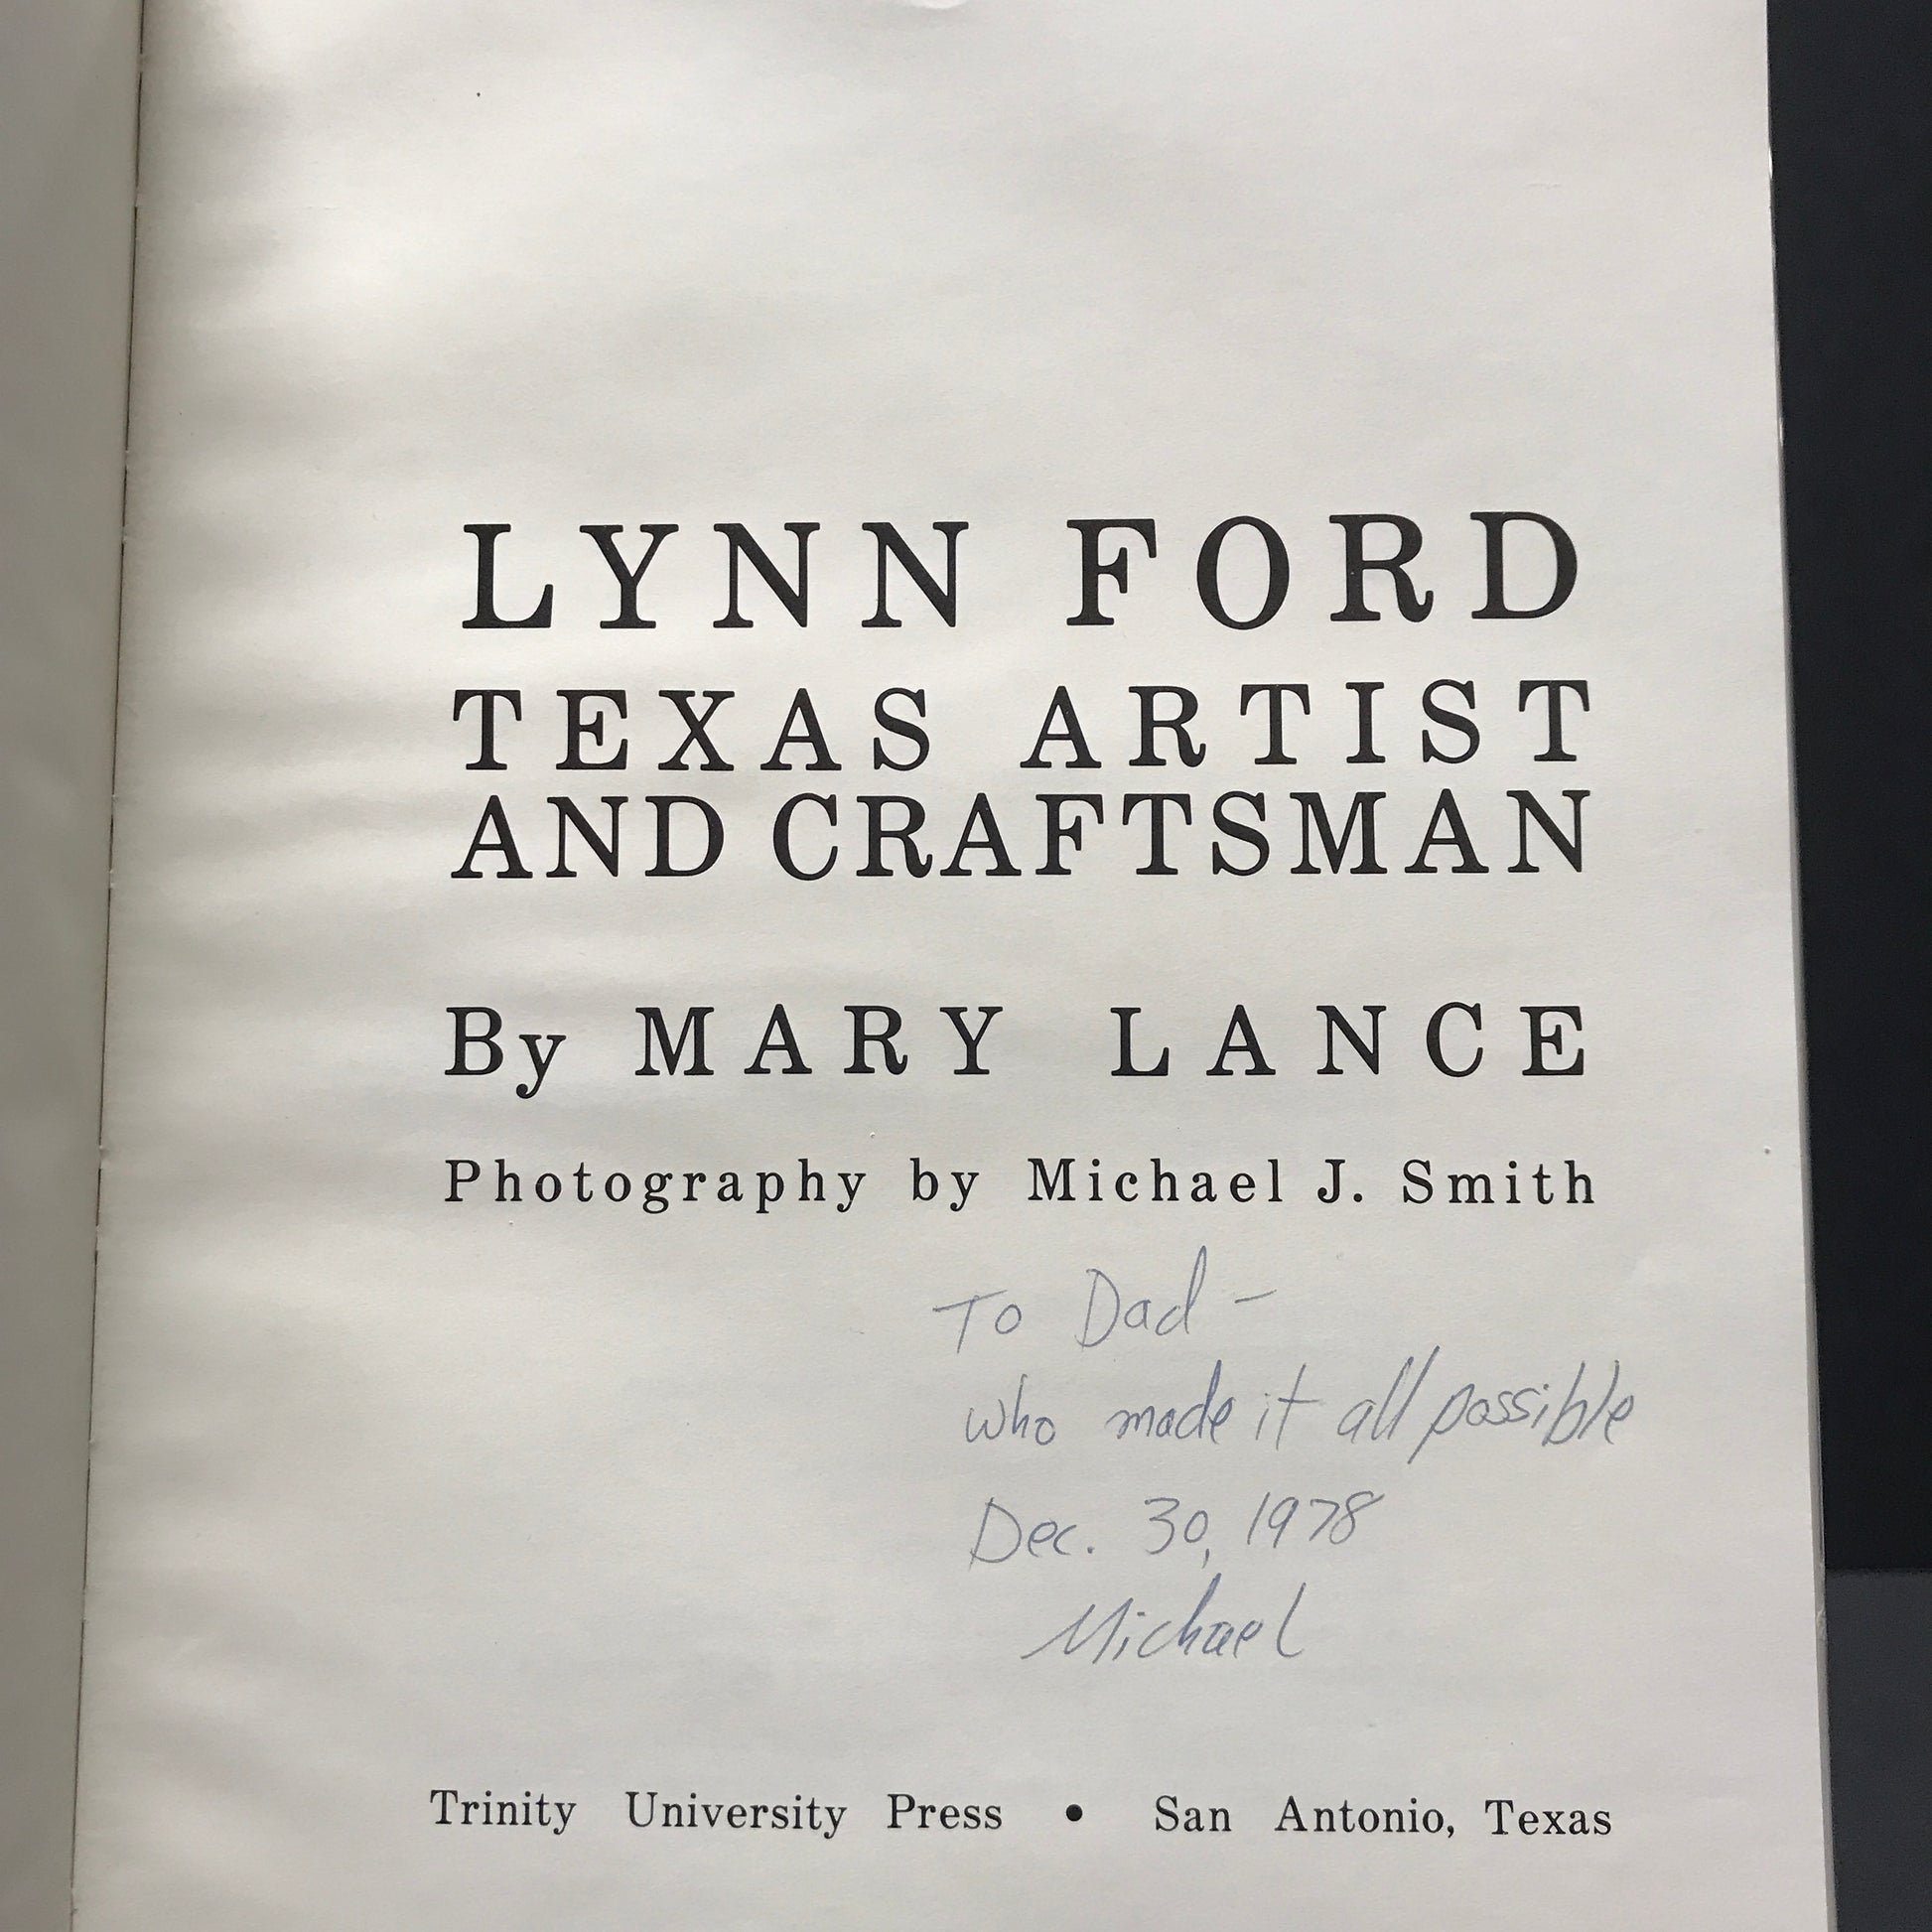 LYNN FORD
TEXAS ARTIST
AND CRAFTSMAN
By MARY LANCE
Photography by Michael J. Smith
To Dad –
who made it all possible
Dec. 30, 1978
Michael
Trinity University Press • San Antonio, Texas